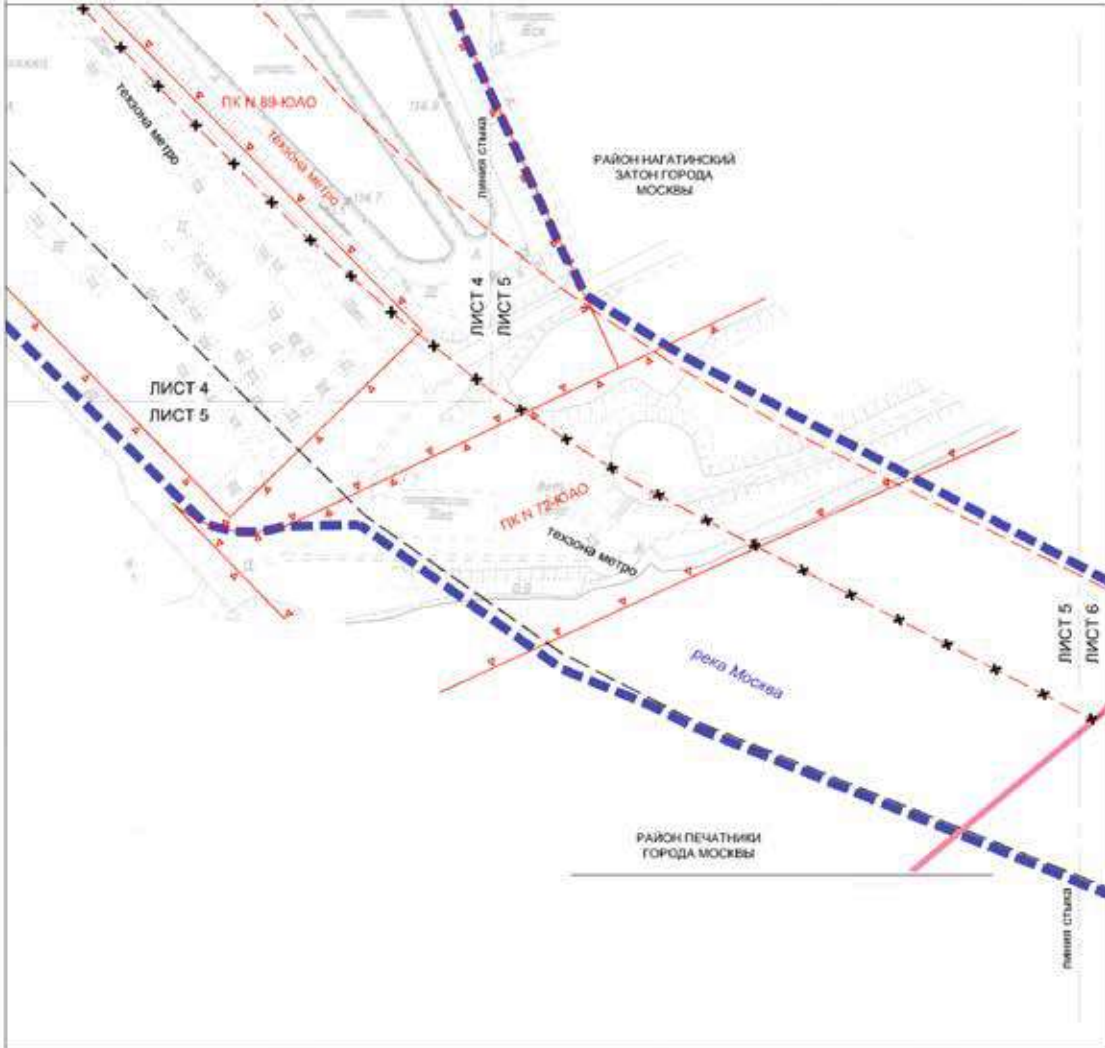 ПК N 89-ЮАО
техзона метро
техзона метро
114.7
линия стыка
РАЙОН НАГАТИНСКИЙ
ЗАТОН ГОРОДА
МОСКВЫ
ЛИСТ 4
ЛИСТ 5
ЛИСТ 4
ЛИСТ 5
ПК N 72-ЮАО
техзона метро
река Москва
ЛИСТ 5
ЛИСТ 6
РАЙОН ПЕЧАТНИКИ
ГОРОДА МОСКВЫ
линия стыка